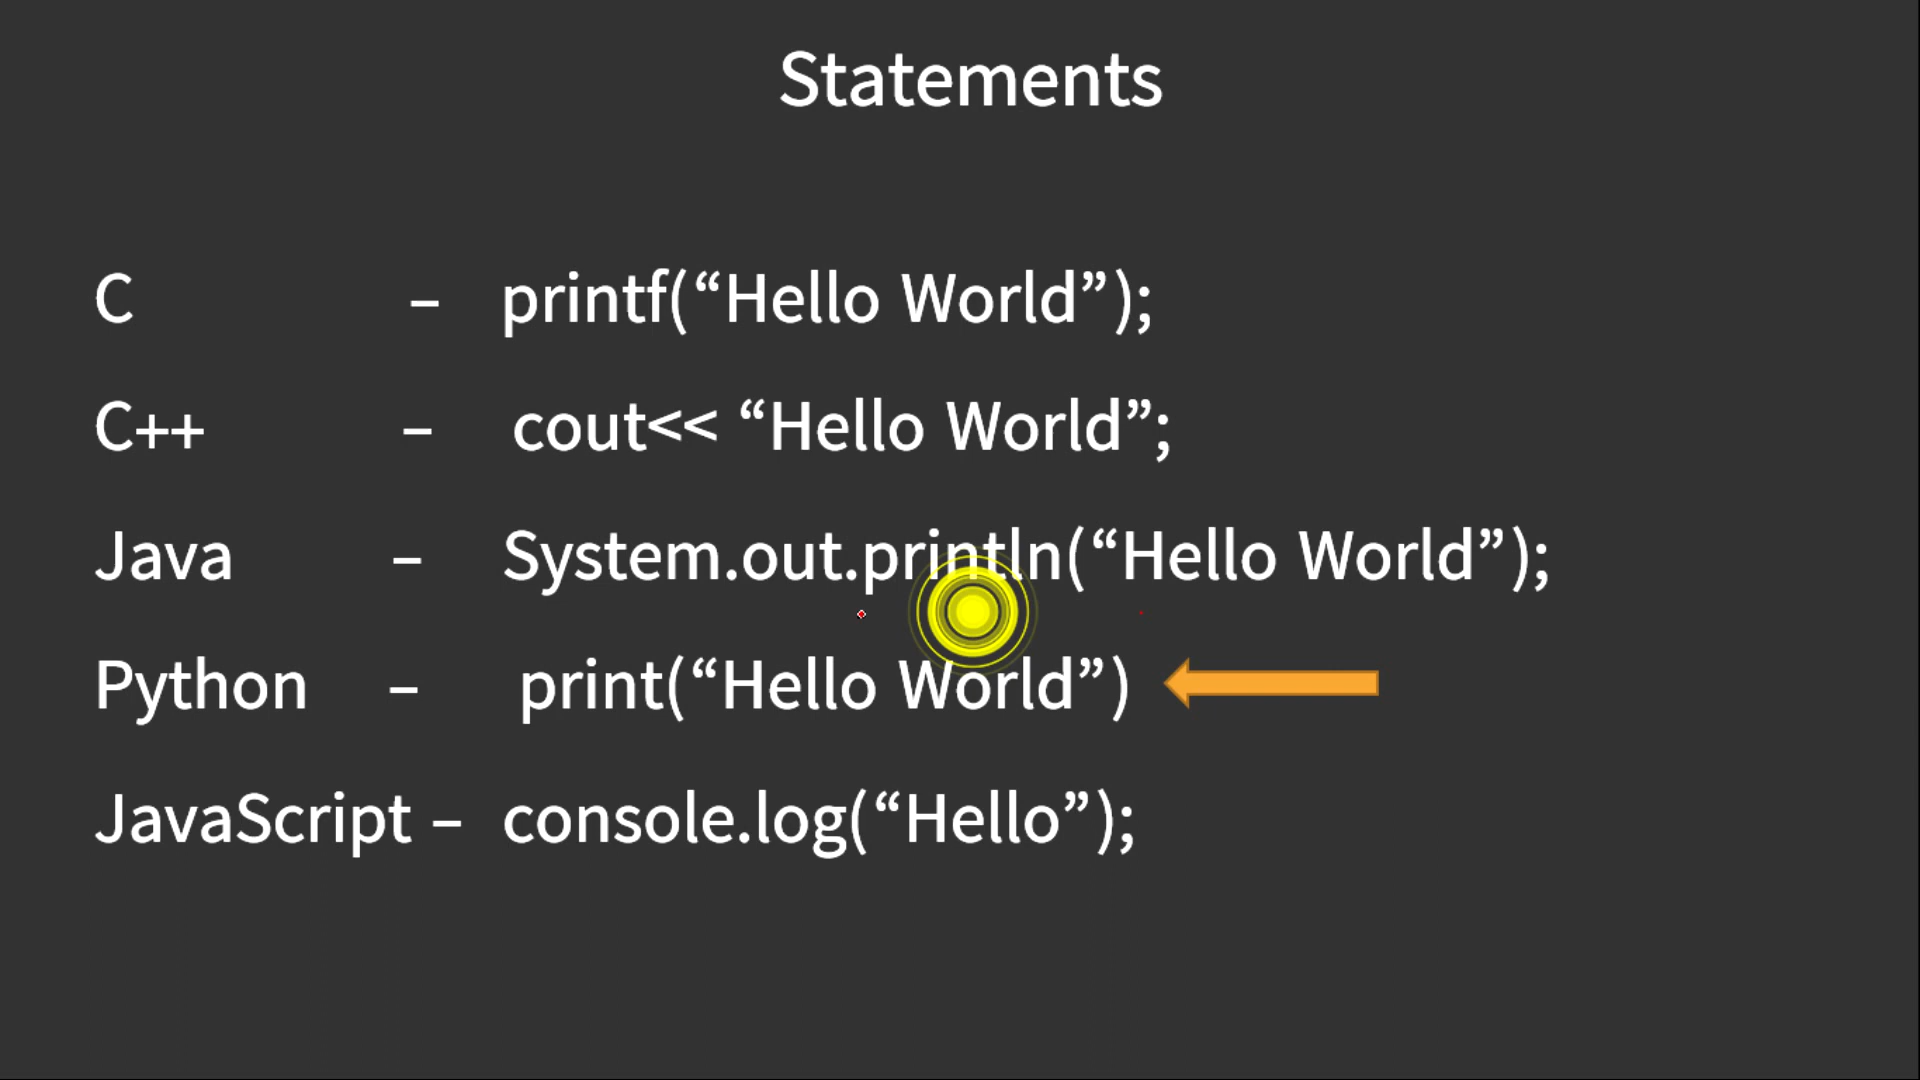 Statements
C – printf(“Hello World”);
C++ – cout<< “Hello World”;
Java – System.out.println(“Hello World”);
Python – print(“Hello World”)
JavaScript – console.log(“Hello”);